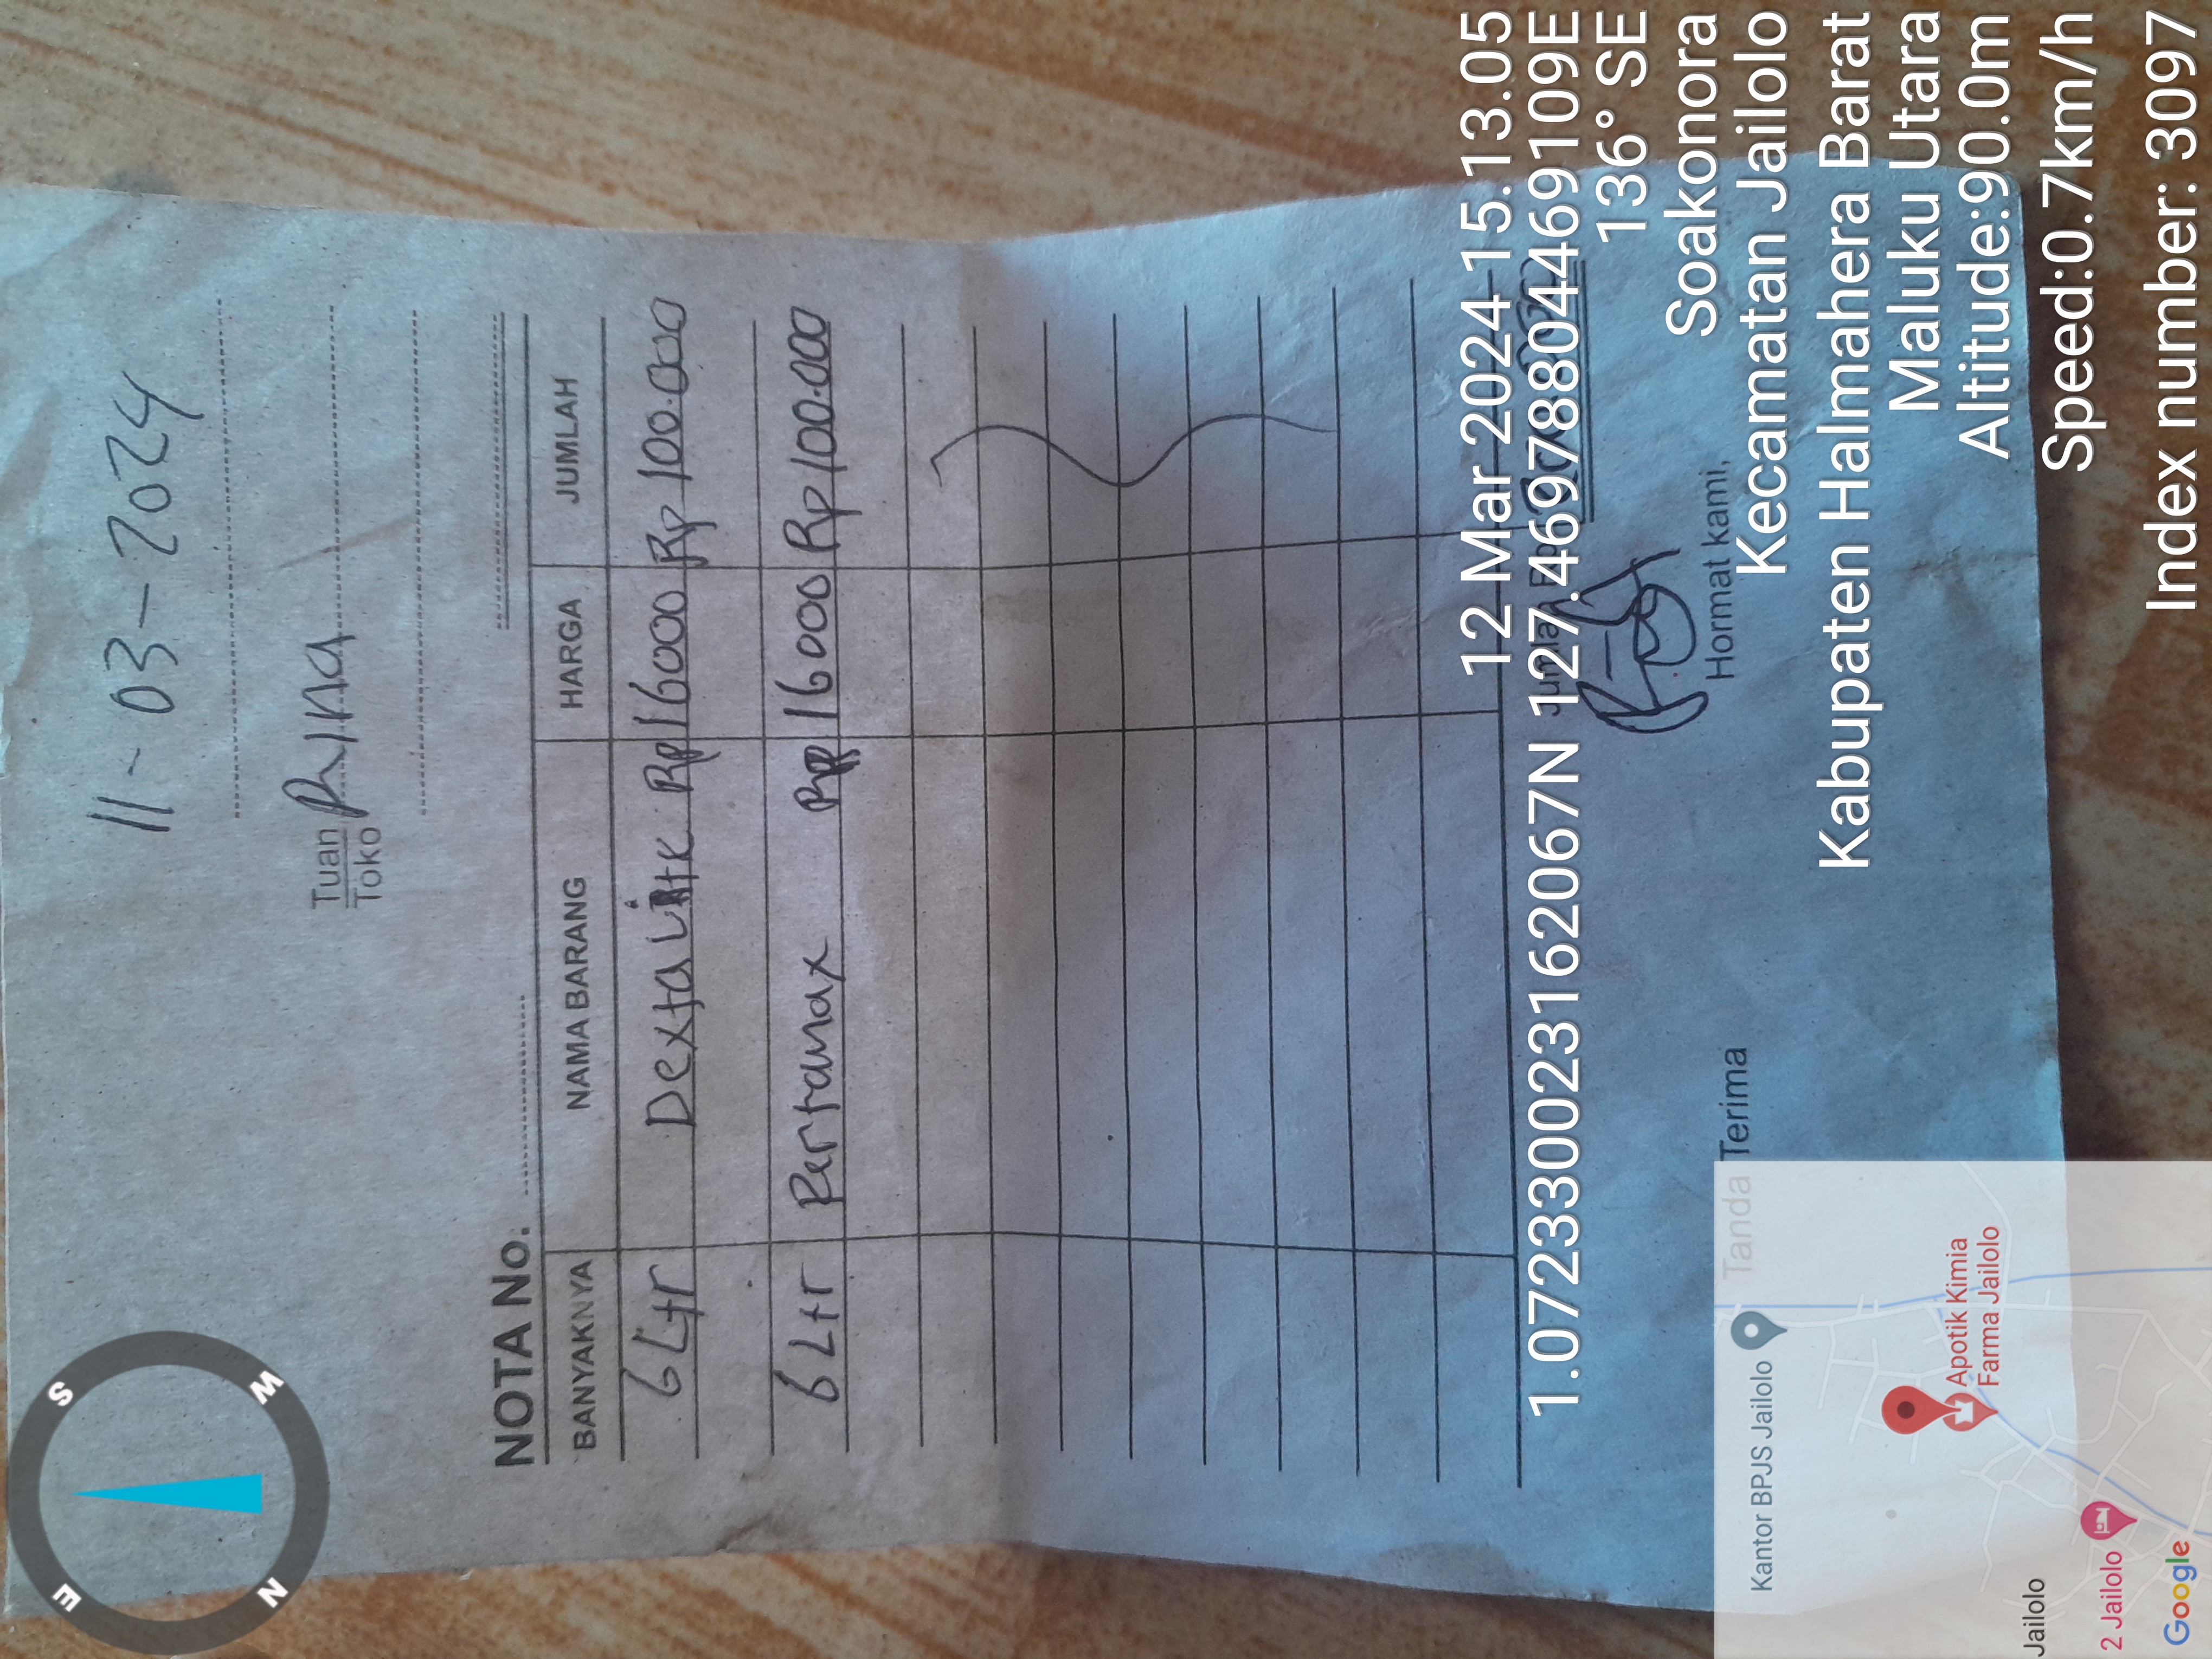 11 - 03 - 2024
Tuan Rina
Toko
NOTA No.
BANYAKNYA NAMA BARANG HARGA JUMLAH
6 Ltr Dextalite Rp 16000 Rp 100.000
6 Ltr Pertamax Rp 16000 Rp 100.000
Jumlah Rp.
Tanda Terima Hormat kami,
12 Mar 2024 15.13.05
1.072330023162067N 127.46978804469109E
136° SE
Soakonora
Kecamatan Jailolo
Kabupaten Halmahera Barat
Maluku Utara
Altitude:90.0m
Speed:0.7km/h
Index number: 3097
S
W
E
N
Kantor BPJS Jailolo
Apotik Kimia
Farma Jailolo
Jailolo
2 Jailolo
Google